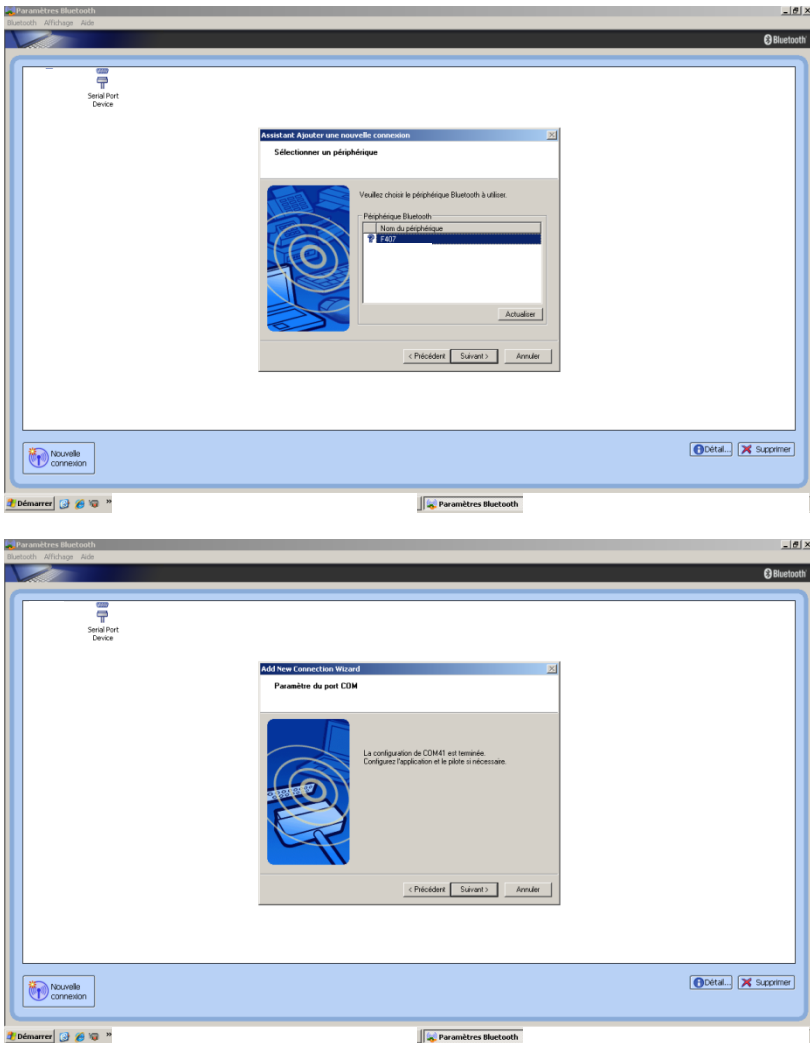 Paramètres Bluetooth
Bluetooth Affichage Aide
Bluetooth
Serial Port
Device
Assistant Ajouter une nouvelle connexion
Sélectionner un périphérique
Veuillez choisir le périphérique Bluetooth à utiliser.
Périphérique Bluetooth
Nom du périphérique
F407
Actualiser
< Précédent Suivant > Annuler
Nouvelle
connexion
Détail... Supprimer
Démarrer » Paramètres Bluetooth
Paramètres Bluetooth
Bluetooth Affichage Aide
Bluetooth
Serial Port
Device
Add New Connection Wizard
Paramètre du port COM
La configuration de COM41 est terminée.
Configurez l'application et le pilote si nécessaire.
< Précédent Suivant > Annuler
Nouvelle
connexion
Détail... Supprimer
Démarrer » Paramètres Bluetooth